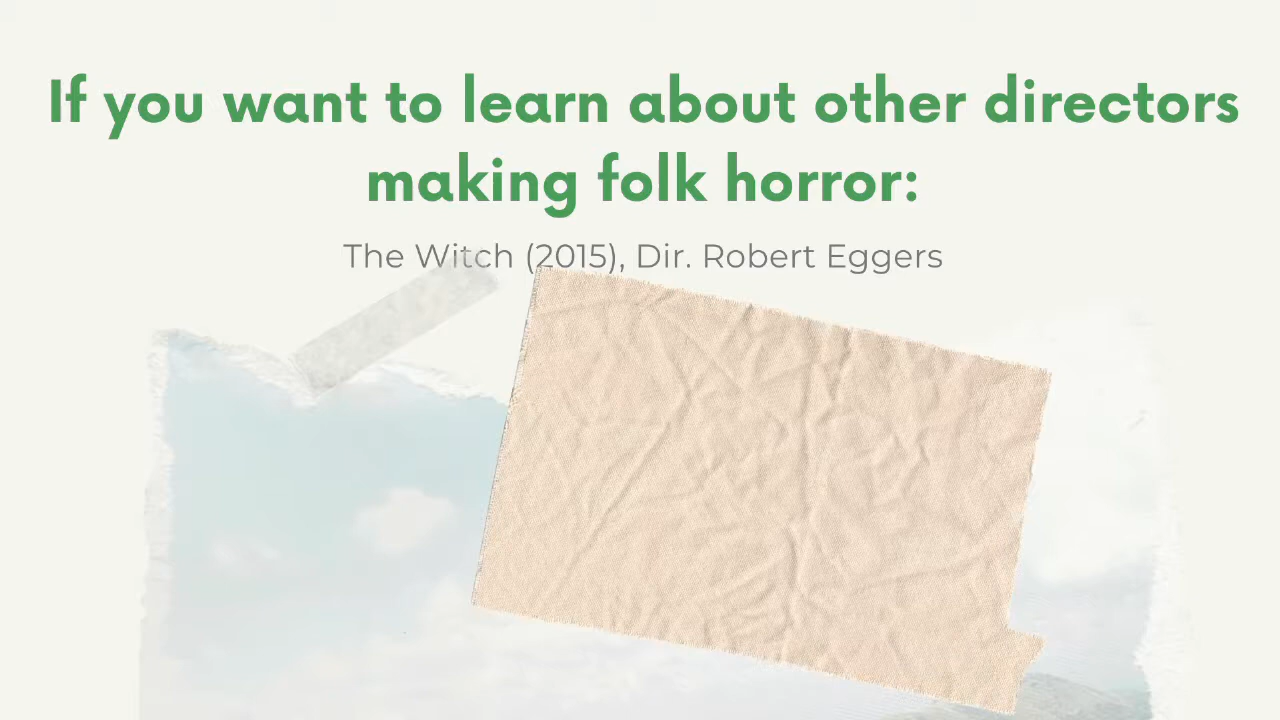 If you want to learn about other directors
making folk horror:
The Witch (2015), Dir. Robert Eggers